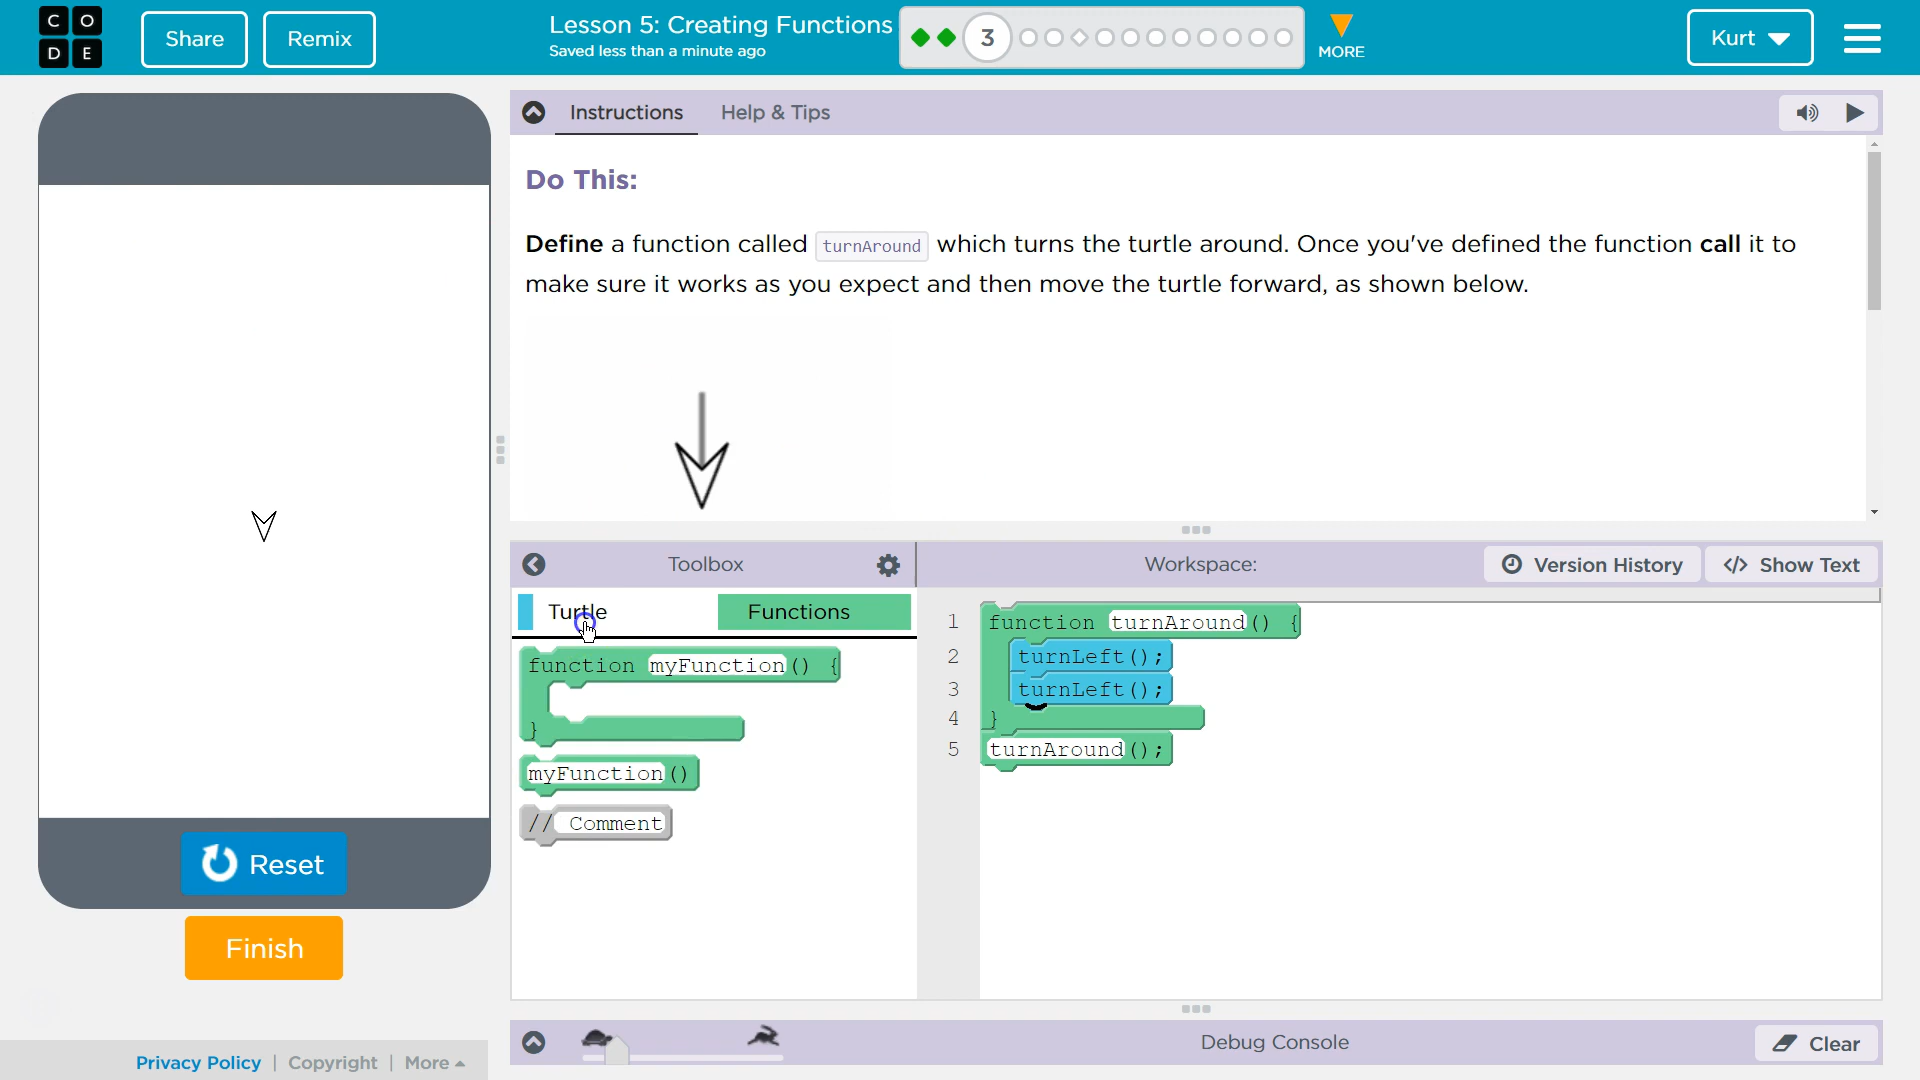 C O
D E
Share
Remix
Lesson 5: Creating Functions
Saved less than a minute ago
3
MORE
Kurt
Instructions
Help & Tips
Do This:
Define a function called turnAround which turns the turtle around. Once you've defined the function call it to
make sure it works as you expect and then move the turtle forward, as shown below.
Toolbox
Workspace:
Version History
</> Show Text
Turtle
Functions
function myFunction() {
}
myFunction()
// Comment
1 function turnAround() {
2 turnLeft();
3 turnLeft();
4 }
5 turnAround();
Reset
Finish
Debug Console
Clear
Privacy Policy | Copyright | More